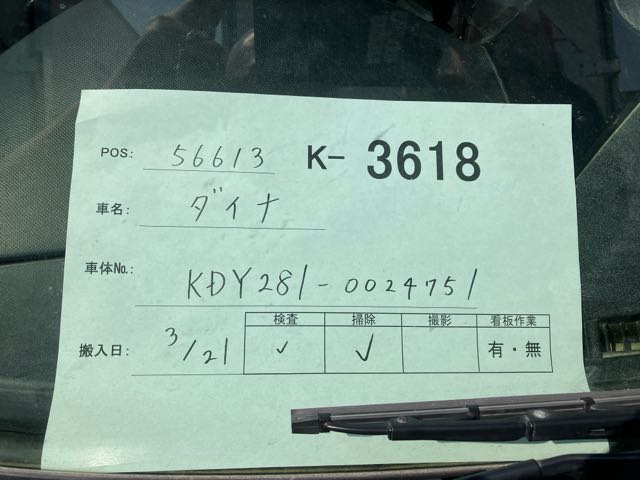 POS: 56613 K- 3618
車名: ダイナ
車体No.: KDY281-0024751
検査 掃除 撮影 看板作業
搬入日: 3/21 ✓ ✓ 有・無